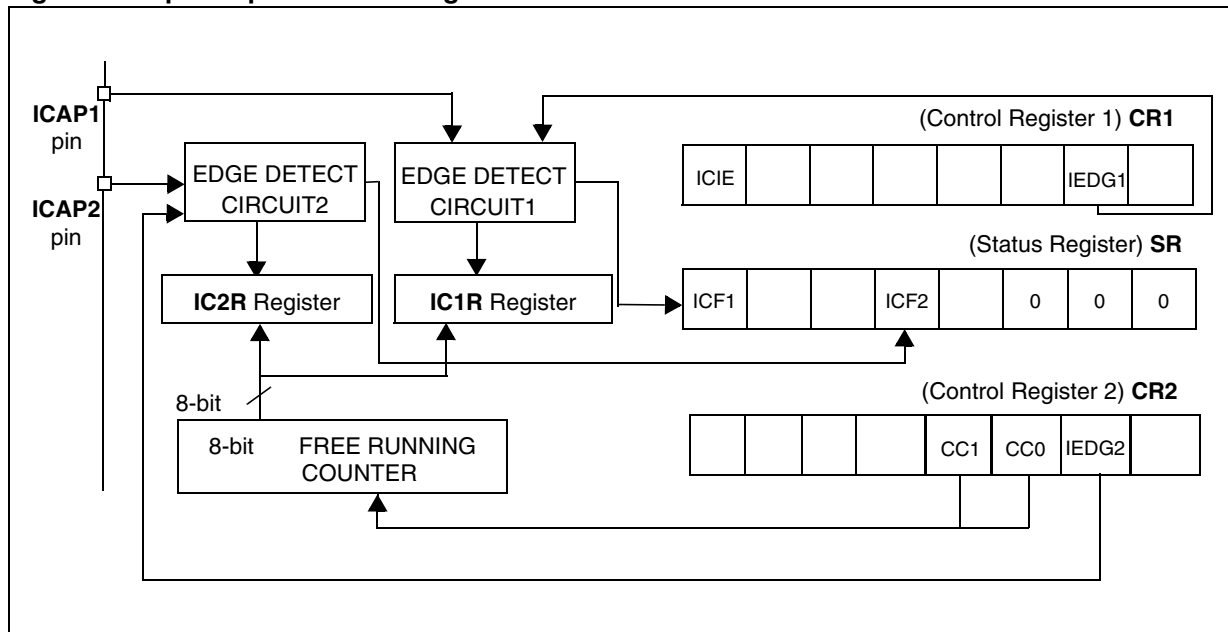 ICAP1
pin
ICAP2
pin
EDGE DETECT
CIRCUIT2
EDGE DETECT
CIRCUIT1
IC2R Register
IC1R Register
8-bit
8-bit FREE RUNNING
COUNTER
(Control Register 1) CR1
ICIE
IEDG1
(Status Register) SR
ICF1
ICF2
0
0
0
(Control Register 2) CR2
CC1
CC0
IEDG2